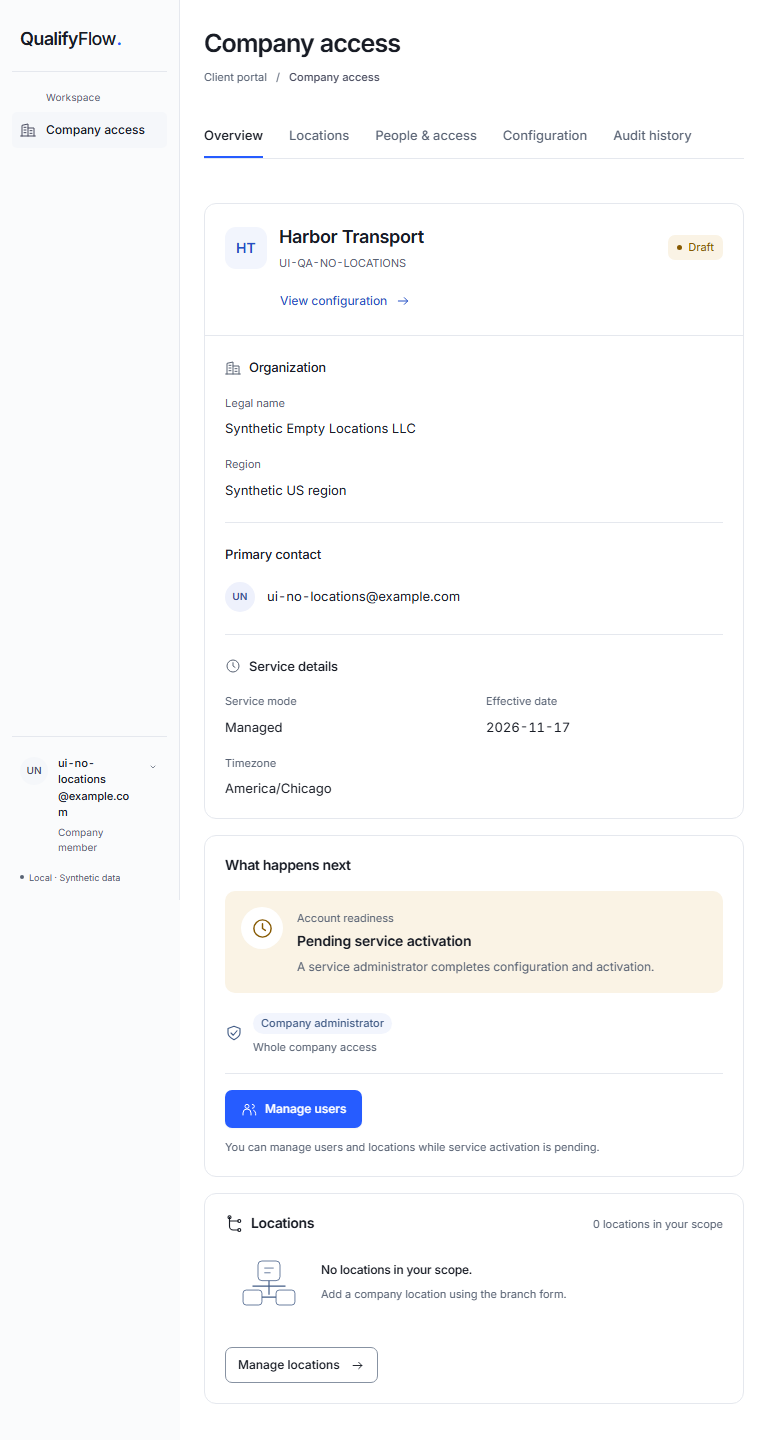 QualifyFlow.
Workspace
Company access
UN
ui-no-
locations
@example.co
m
Company
member
Local · Synthetic data
Company access
Client portal / Company access
Overview Locations People & access Configuration Audit history
HT
Harbor Transport
UI-QA-NO-LOCATIONS
Draft
View configuration →
Organization
Legal name
Synthetic Empty Locations LLC
Region
Synthetic US region
Primary contact
UN ui-no-locations@example.com
Service details
Service mode Effective date
Managed 2026-11-17
Timezone
America/Chicago
What happens next
Account readiness
Pending service activation
A service administrator completes configuration and activation.
Company administrator
Whole company access
Manage users
You can manage users and locations while service activation is pending.
Locations 0 locations in your scope
No locations in your scope.
Add a company location using the branch form.
Manage locations →